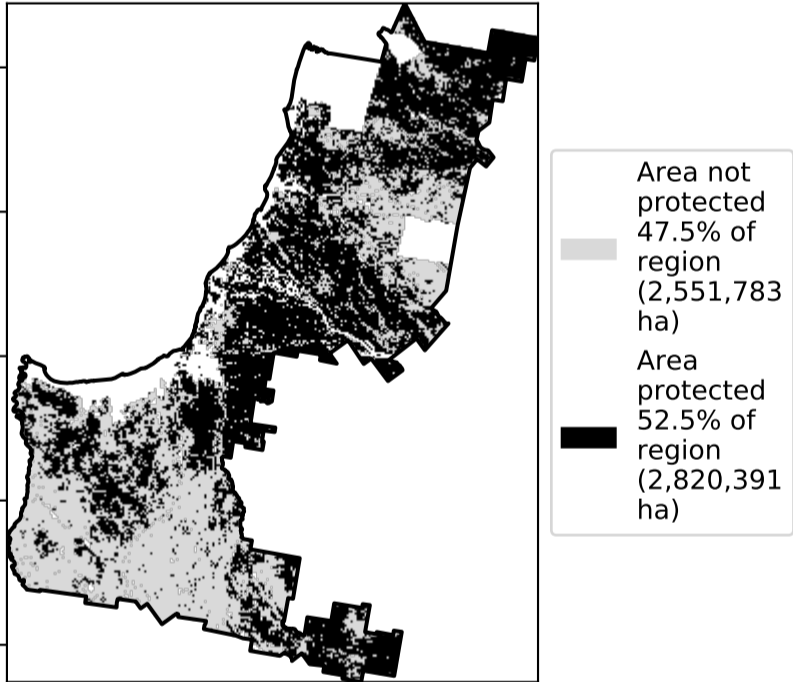 Area not
protected
47.5% of
region
(2,551,783
ha)
Area
protected
52.5% of
region
(2,820,391
ha)